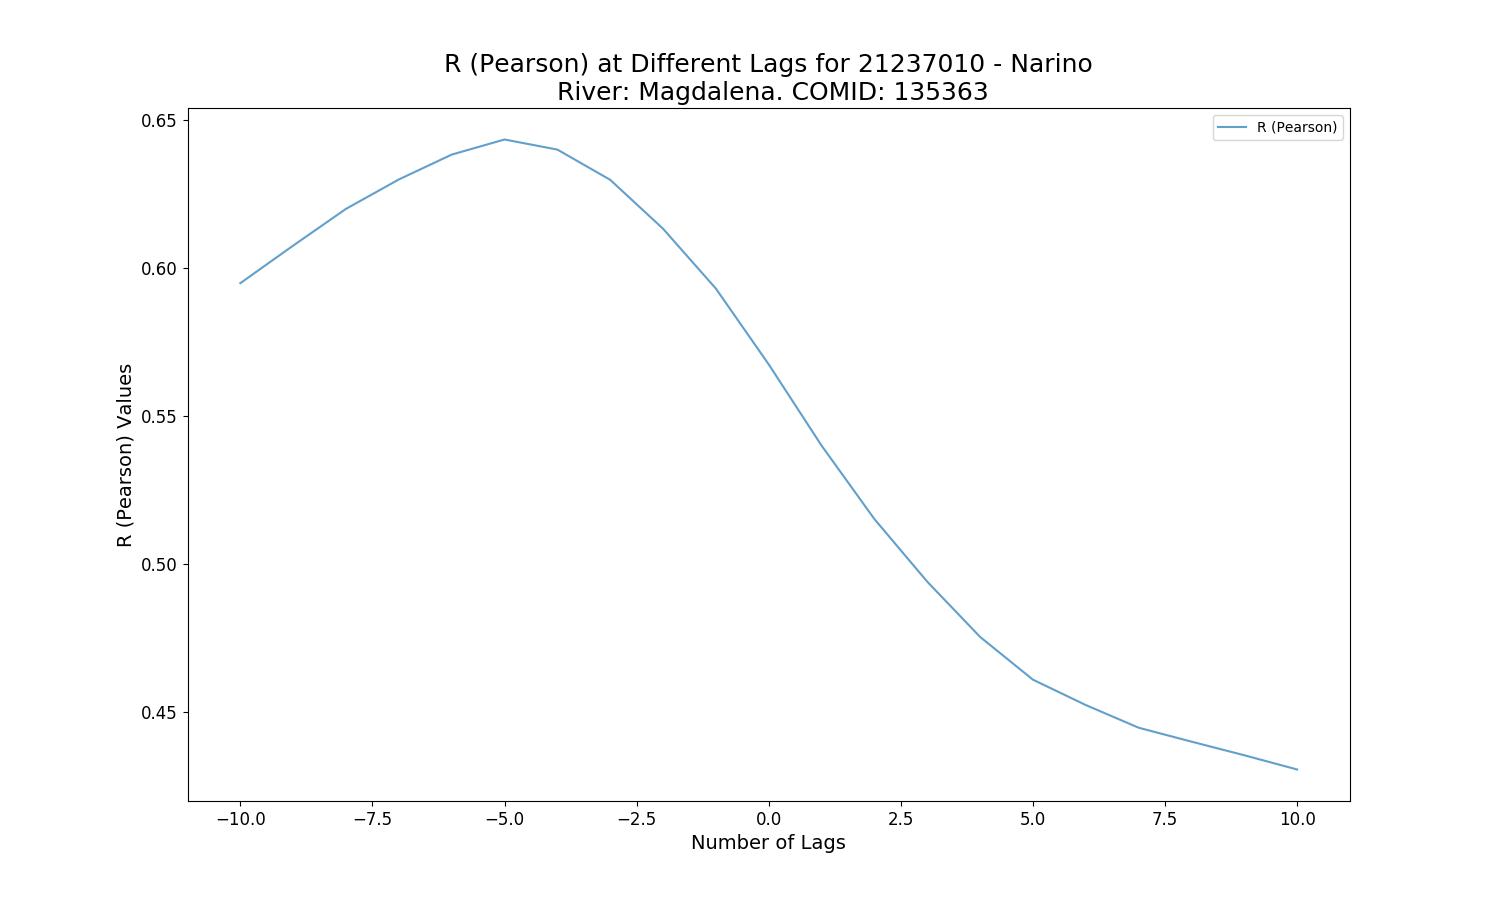 R (Pearson) at Different Lags for 21237010 - Narino
River: Magdalena. COMID: 135363
R (Pearson)
R (Pearson) Values
0.65
0.60
0.55
0.50
0.45
−10.0
−7.5
−5.0
−2.5
0.0
2.5
5.0
7.5
10.0
Number of Lags